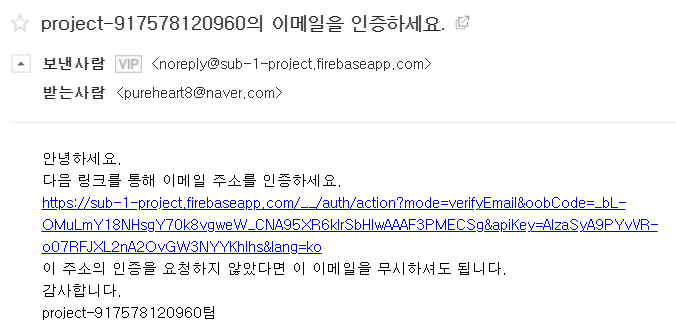 project-917578120960의 이메일을 인증하세요.
보낸사람 VIP <noreply@sub-1-project.firebaseapp.com>
받는사람 <pureheart8@naver.com>
안녕하세요.
다음 링크를 통해 이메일 주소를 인증하세요.
https://sub-1-project.firebaseapp.com/__/auth/action?mode=verifyEmail&oobCode=_bL-
OMuLmY18NHsgY70k8vgweW_CNA95XR6klrSbHlwAAAF3PMECSg&apiKey=AIzaSyA9PYvVR-
o07RFJXL2nA2OvGW3NYYKhlhs&lang=ko
이 주소의 인증을 요청하지 않았다면 이 이메일을 무시하셔도 됩니다.
감사합니다.
project-917578120960팀